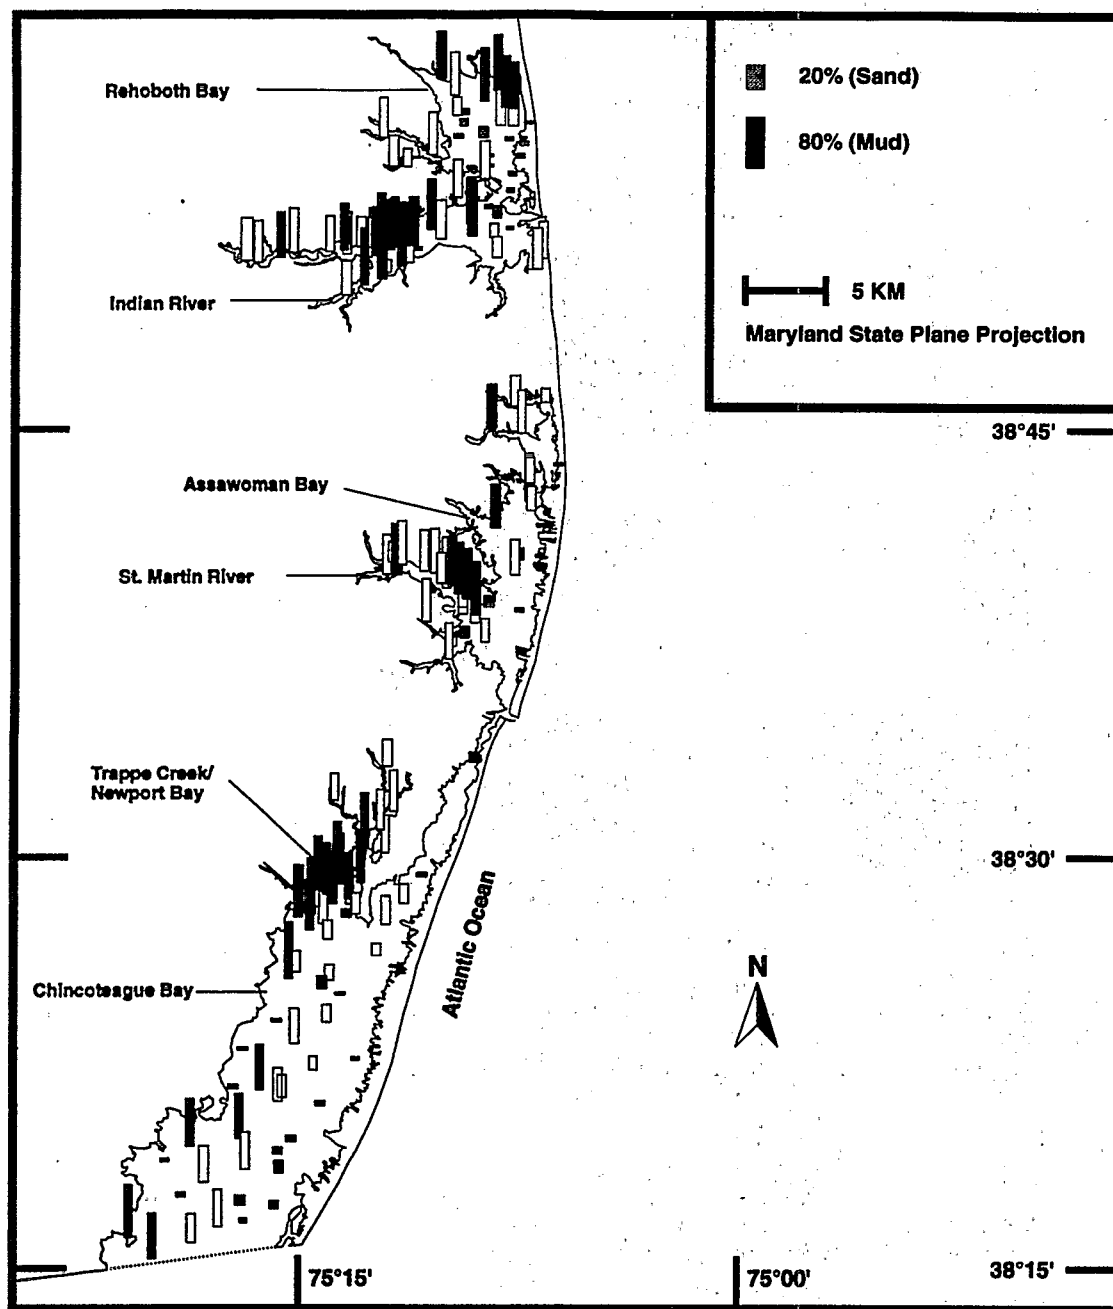 20% (Sand)
80% (Mud)
5 KM
Maryland State Plane Projection
Rehoboth Bay
Indian River
38°45'
Assawoman Bay
St. Martin River
Trappe Creek/
Newport Bay
38°30'
Atlantic Ocean
N
Chincoteague Bay
75°15'
75°00'
38°15'